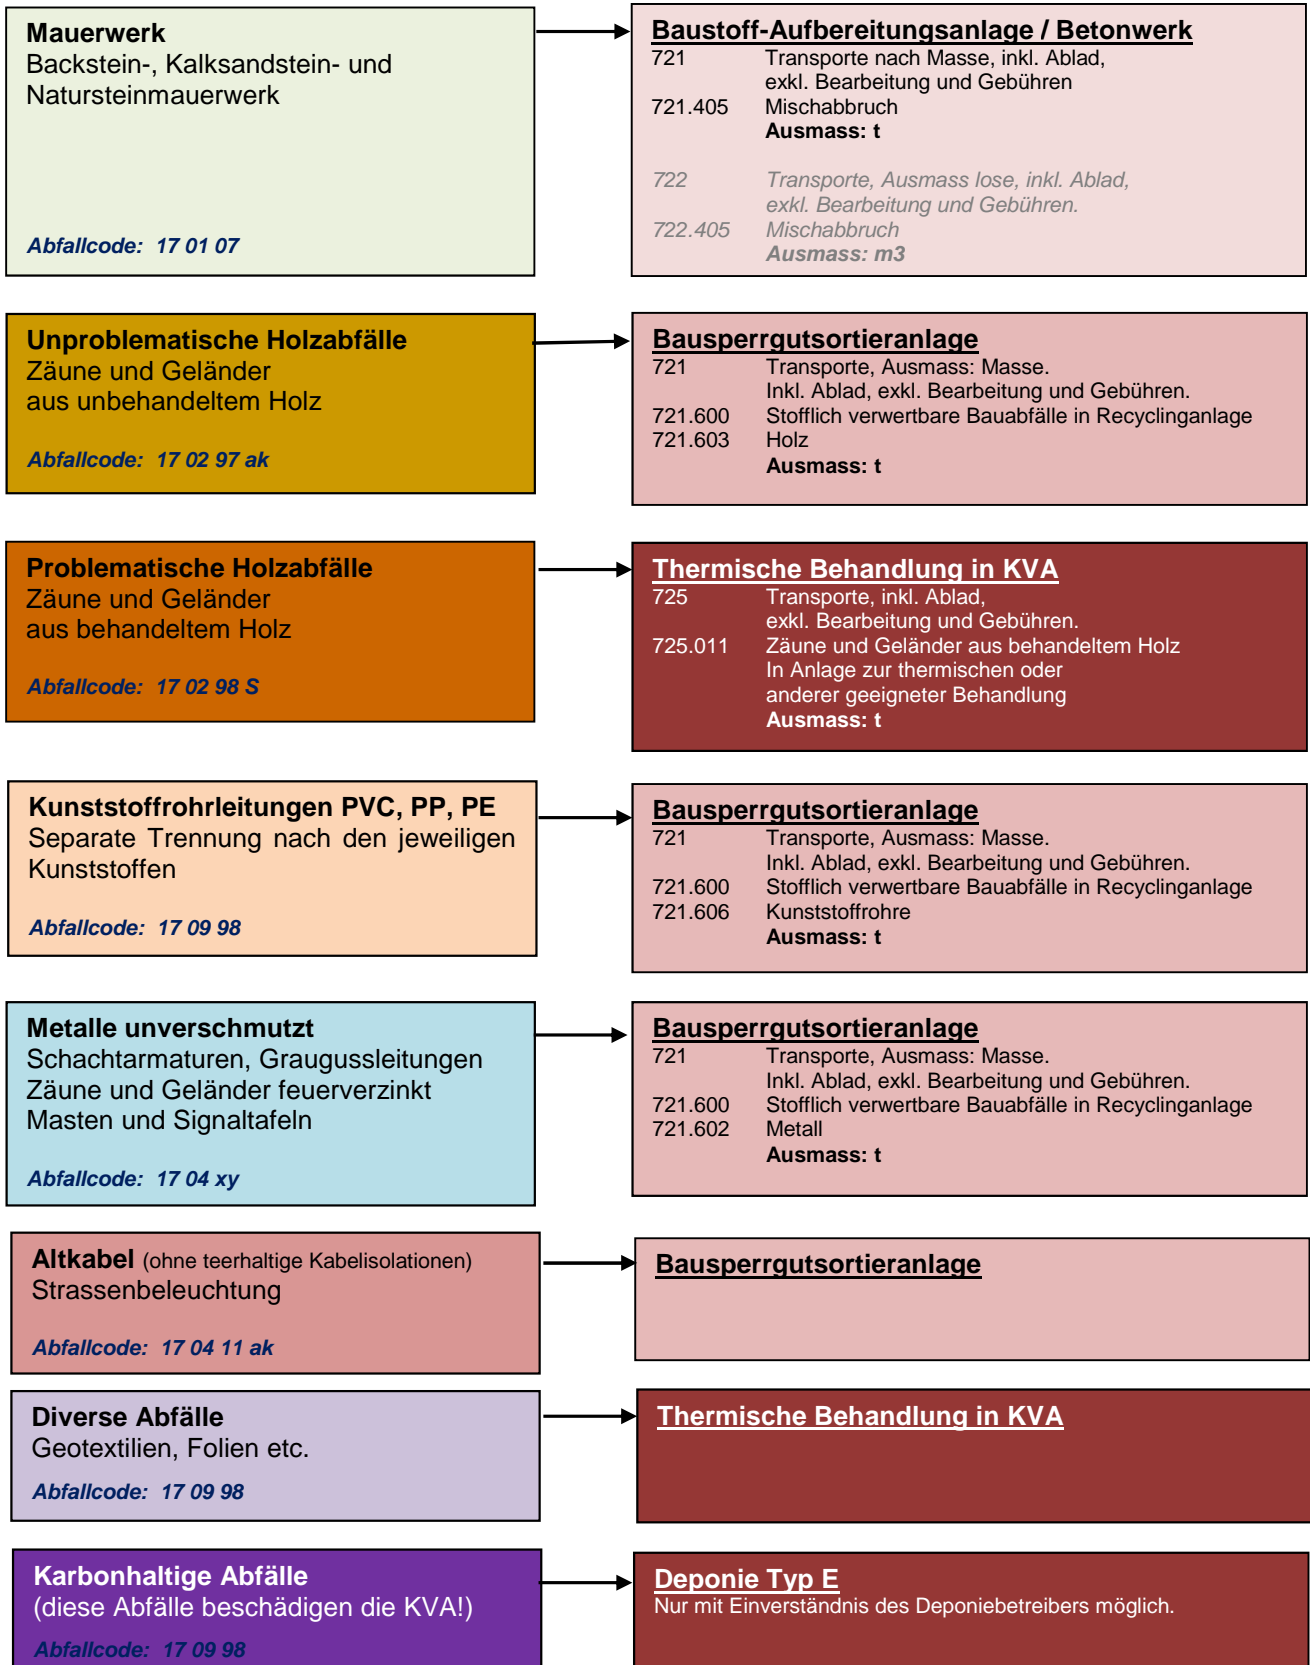 Mauerwerk
Backstein-, Kalksandstein- und
Natursteinmauerwerk
Abfallcode: 17 01 07
Baustoff-Aufbereitungsanlage / Betonwerk
721 Transporte nach Masse, inkl. Ablad,
exkl. Bearbeitung und Gebühren
721.405 Mischabbruch
Ausmass: t
722 Transporte, Ausmass lose, inkl. Ablad,
exkl. Bearbeitung und Gebühren.
722.405 Mischabbruch
Ausmass: m3
Unproblematische Holzabfälle
Zäune und Geländer
aus unbehandeltem Holz
Abfallcode: 17 02 97 ak
Bausperrgutsortieranlage
721 Transporte, Ausmass: Masse.
Inkl. Ablad, exkl. Bearbeitung und Gebühren.
721.600 Stofflich verwertbare Bauabfälle in Recyclinganlage
721.603 Holz
Ausmass: t
Problematische Holzabfälle
Zäune und Geländer
aus behandeltem Holz
Abfallcode: 17 02 98 S
Thermische Behandlung in KVA
725 Transporte, inkl. Ablad,
exkl. Bearbeitung und Gebühren.
725.011 Zäune und Geländer aus behandeltem Holz
In Anlage zur thermischen oder
anderer geeigneter Behandlung
Ausmass: t
Kunststoffrohrleitungen PVC, PP, PE
Separate Trennung nach den jeweiligen
Kunststoffen
Abfallcode: 17 09 98
Bausperrgutsortieranlage
721 Transporte, Ausmass: Masse.
Inkl. Ablad, exkl. Bearbeitung und Gebühren.
721.600 Stofflich verwertbare Bauabfälle in Recyclinganlage
721.606 Kunststoffrohre
Ausmass: t
Metalle unverschmutzt
Schachtarmaturen, Graugussleitungen
Zäune und Geländer feuerverzinkt
Masten und Signaltafeln
Abfallcode: 17 04 xy
Bausperrgutsortieranlage
721 Transporte, Ausmass: Masse.
Inkl. Ablad, exkl. Bearbeitung und Gebühren.
721.600 Stofflich verwertbare Bauabfälle in Recyclinganlage
721.602 Metall
Ausmass: t
Altkabel (ohne teerhaltige Kabelisolationen)
Strassenbeleuchtung
Abfallcode: 17 04 11 ak
Bausperrgutsortieranlage
Diverse Abfälle
Geotextilien, Folien etc.
Abfallcode: 17 09 98
Thermische Behandlung in KVA
Karbonhaltige Abfälle
(diese Abfälle beschädigen die KVA!)
Abfallcode: 17 09 98
Deponie Typ E
Nur mit Einverständnis des Deponiebetreibers möglich.